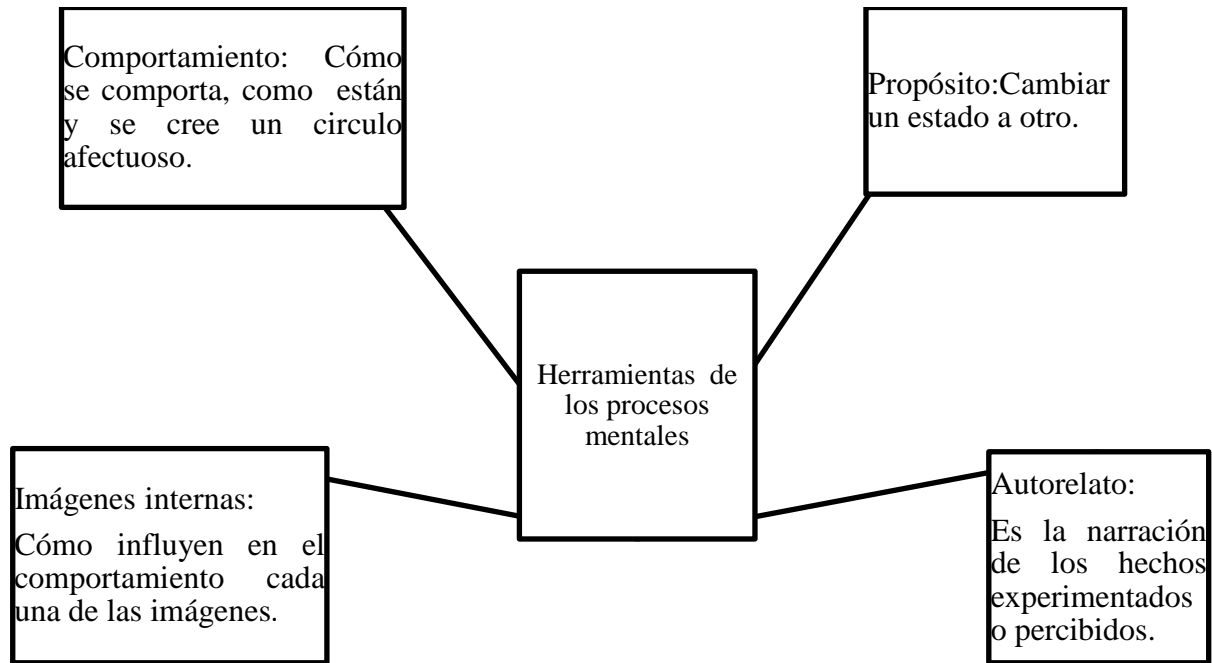 Comportamiento: Cómo
se comporta, como están
y se cree un circulo
afectuoso.
Propósito:Cambiar
un estado a otro.
Herramientas de
los procesos
mentales
Imágenes internas:
Cómo influyen en el
comportamiento cada
una de las imágenes.
Autorelato:
Es la narración
de los hechos
experimentados
o percibidos.